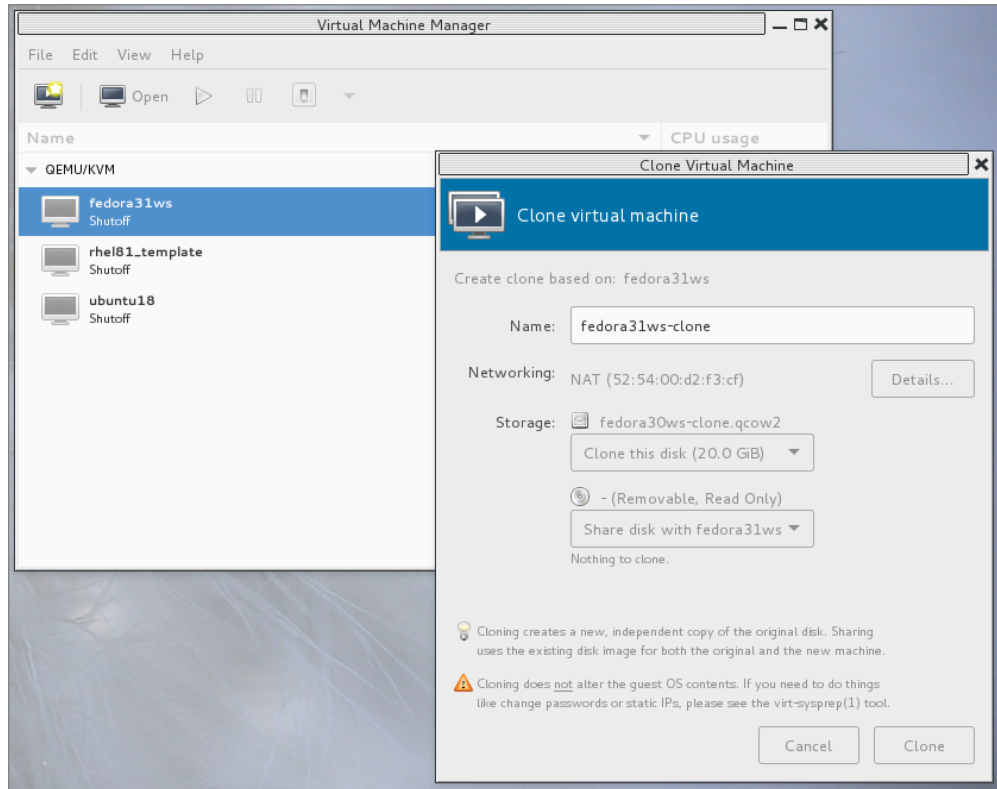 Virtual Machine Manager
File Edit View Help
Open
Name CPU usage
QEMU/KVM
fedora31ws
Shutoff
rhel81_template
Shutoff
ubuntu18
Shutoff
Clone Virtual Machine
Clone virtual machine
Create clone based on: fedora31ws
Name: fedora31ws-clone
Networking: NAT (52:54:00:d2:f3:cf) Details...
Storage: fedora30ws-clone.qcow2
Clone this disk (20.0 GiB)
- (Removable, Read Only)
Share disk with fedora31ws
Nothing to clone.
Cloning creates a new, independent copy of the original disk. Sharing
uses the existing disk image for both the original and the new machine.
Cloning does not alter the guest OS contents. If you need to do things
like change passwords or static IPs, please see the virt-sysprep(1) tool.
Cancel Clone